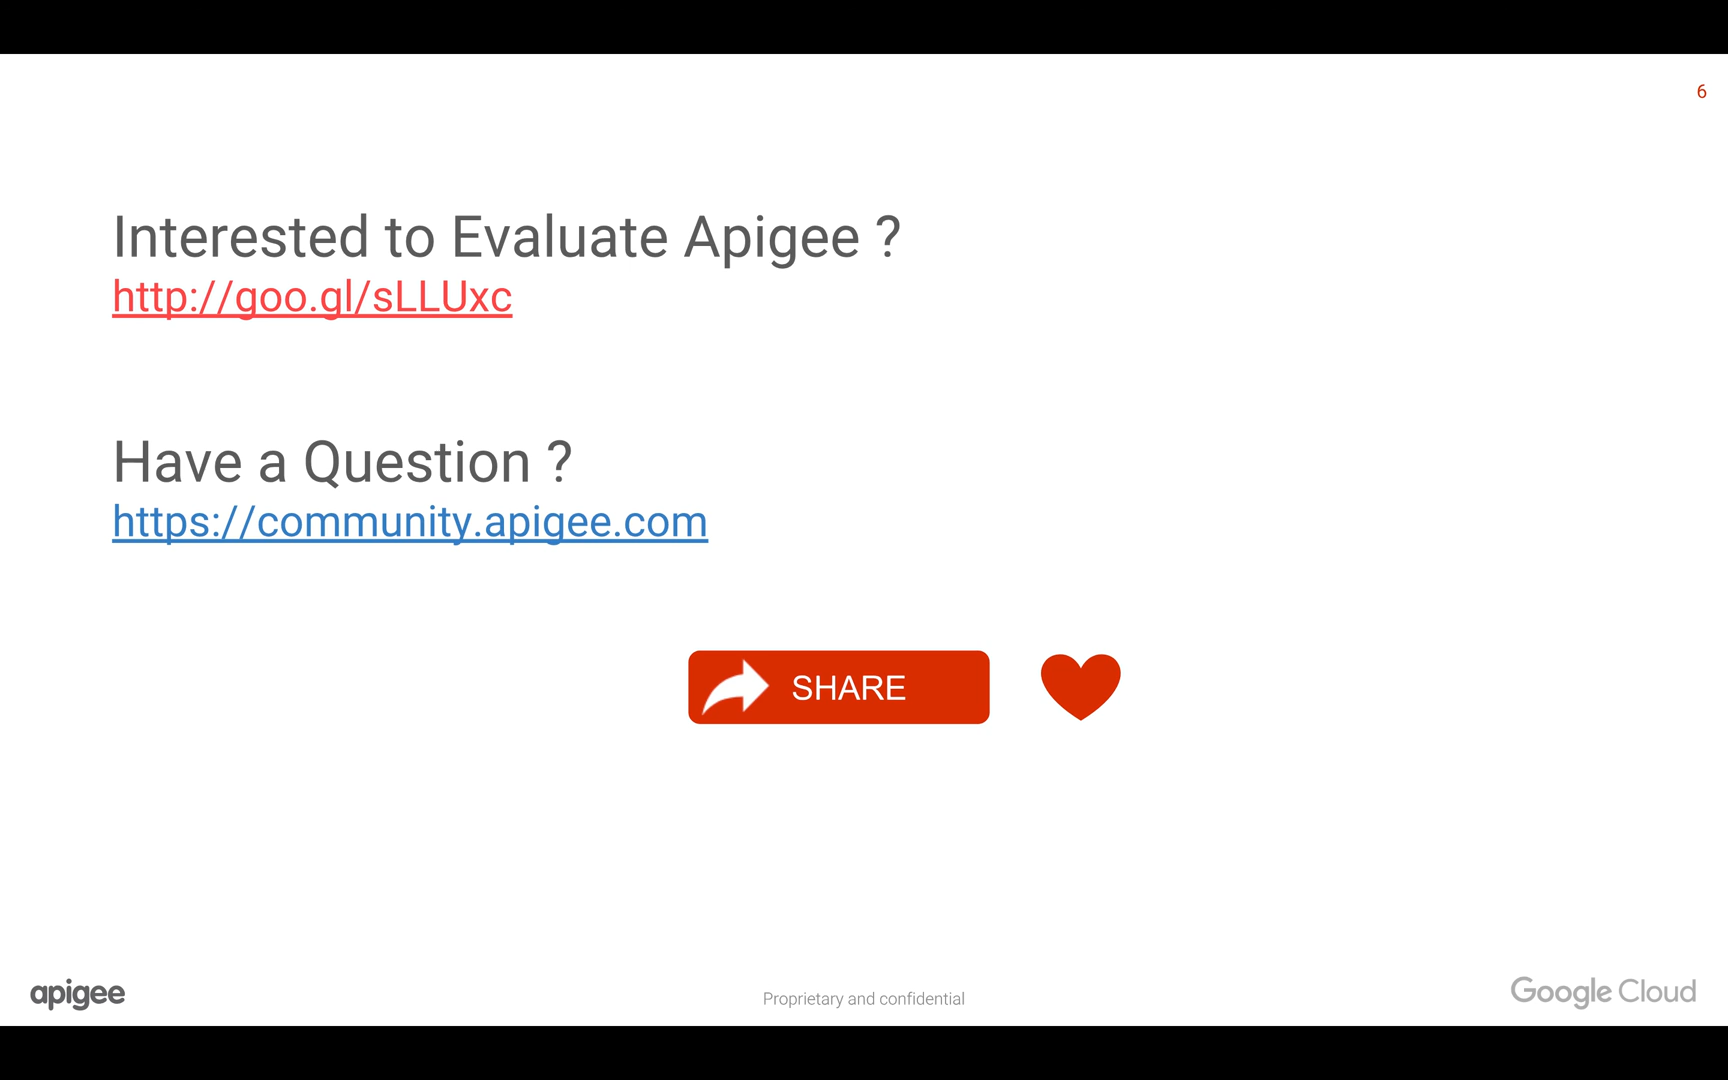 6
Interested to Evaluate Apigee ?
http://goo.gl/sLLUxc
Have a Question ?
https://community.apigee.com
SHARE
apigee
Proprietary and confidential
Google Cloud